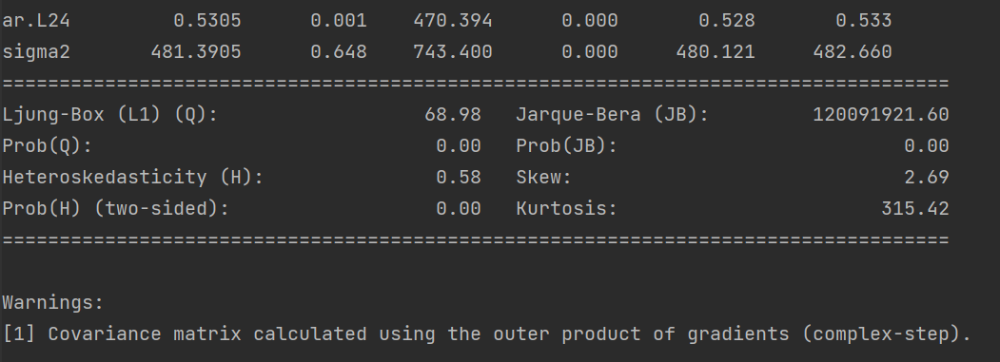 ar.L24 0.5305 0.001 470.394 0.000 0.528 0.533
sigma2 481.3905 0.648 743.400 0.000 480.121 482.660
===================================================================================
Ljung-Box (L1) (Q): 68.98 Jarque-Bera (JB): 120091921.60
Prob(Q): 0.00 Prob(JB): 0.00
Heteroskedasticity (H): 0.58 Skew: 2.69
Prob(H) (two-sided): 0.00 Kurtosis: 315.42
===================================================================================
Warnings:
[1] Covariance matrix calculated using the outer product of gradients (complex-step).